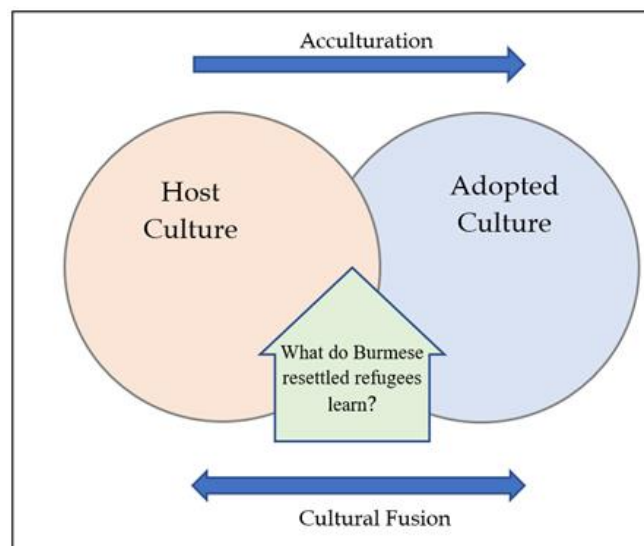 Acculturation
Host
Culture
Adopted
Culture
What do Burmese
resettled refugees
learn?
Cultural Fusion